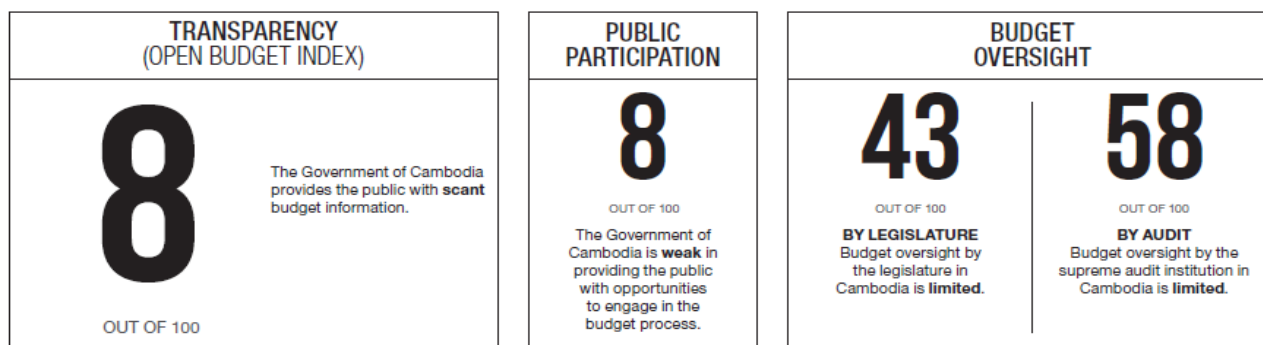 TRANSPARENCY
(OPEN BUDGET INDEX)
8
The Government of Cambodia
provides the public with scant
budget information.
OUT OF 100
PUBLIC
PARTICIPATION
8
OUT OF 100
The Government of
Cambodia is weak in
providing the public
with opportunities
to engage in the
budget process.
BUDGET
OVERSIGHT
43
OUT OF 100
BY LEGISLATURE
Budget oversight by
the legislature in
Cambodia is limited.
58
OUT OF 100
BY AUDIT
Budget oversight by the
supreme audit institution in
Cambodia is limited.